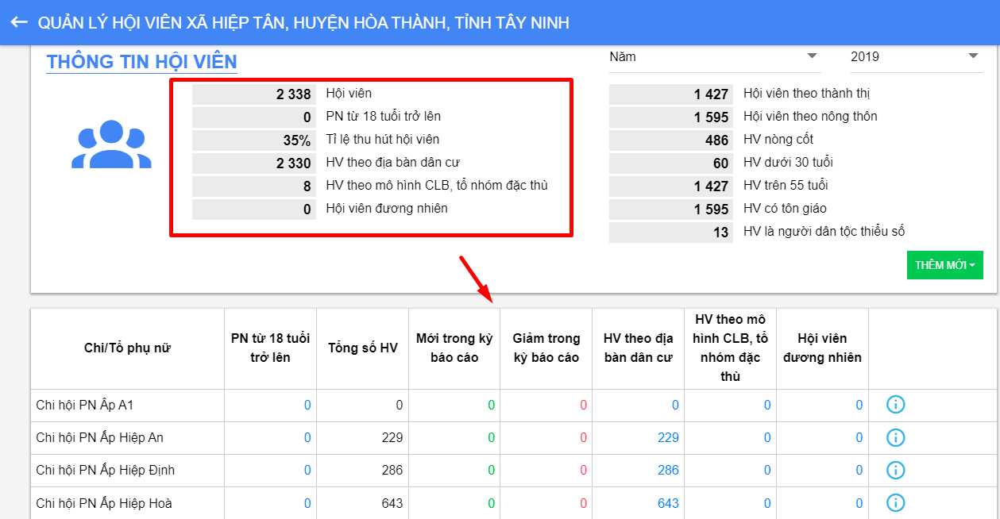 QUẢN LÝ HỘI VIÊN XÃ HIỆP TÂN, HUYỆN HÒA THÀNH, TỈNH TÂY NINH
THÔNG TIN HỘI VIÊN
Năm
2019
2 338 Hội viên
0 PN từ 18 tuổi trở lên
35% Tỉ lệ thu hút hội viên
2 330 HV theo địa bàn dân cư
8 HV theo mô hình CLB, tổ nhóm đặc thù
0 Hội viên đương nhiên
1 427 Hội viên theo thành thị
1 595 Hội viên theo nông thôn
486 HV nòng cốt
60 HV dưới 30 tuổi
1 427 HV trên 55 tuổi
1 595 HV có tôn giáo
13 HV là người dân tộc thiểu số
THÊM MỚI
Chi/Tổ phụ nữ
PN từ 18 tuổi
trở lên
Tổng số HV
Mới trong kỳ
báo cáo
Giảm trong
kỳ báo cáo
HV theo địa
bàn dân cư
HV theo mô
hình CLB, tổ
nhóm đặc
thù
Hội viên
đương nhiên
Chi hội PN Ấp A1 0 0 0 0 0 0 0
Chi hội PN Ấp Hiệp An 0 229 0 0 229 0 0
Chi hội PN Ấp Hiệp Định 0 286 0 0 286 0 0
Chi hội PN Ấp Hiệp Hoà 0 643 0 0 643 0 0